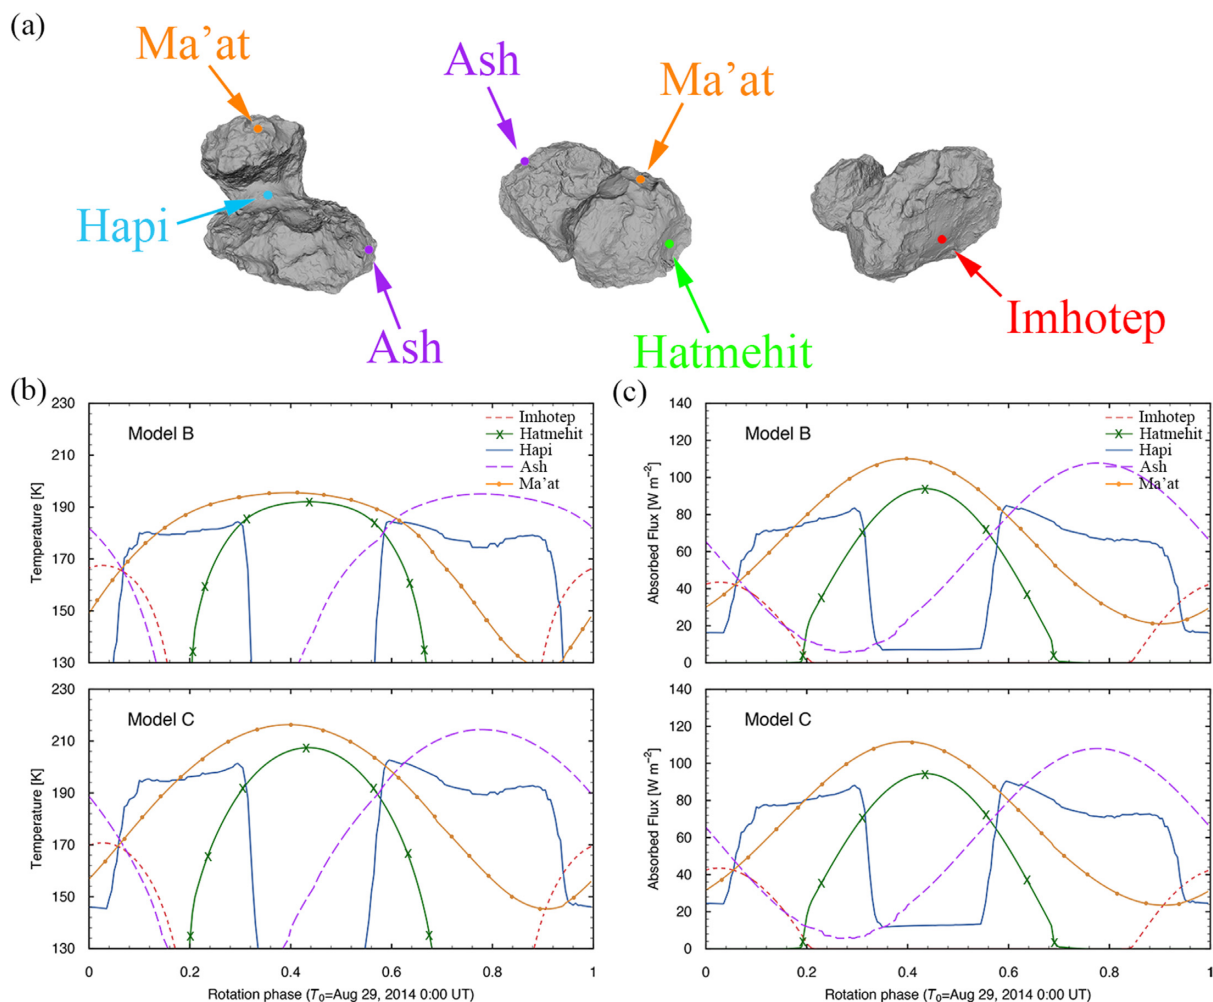 (a)
Ma’at
Hapi
Ash
Ash
Ma’at
Hatmehit
Imhotep
(b)
230
210
190
170
150
130
Temperature [K]
Model B
Imhotep
Hatmehit
Hapi
Ash
Ma’at
230
210
190
170
150
130
Temperature [K]
Model C
0
0.2
0.4
0.6
0.8
1
Rotation phase (T0=Aug 29, 2014 0:00 UT)
(c)
140
120
100
80
60
40
20
0
Absorbed Flux [W m−2]
Model B
Imhotep
Hatmehit
Hapi
Ash
Ma’at
140
120
100
80
60
40
20
0
Absorbed Flux [W m−2]
Model C
0
0.2
0.4
0.6
0.8
1
Rotation phase (T0=Aug 29, 2014 0:00 UT)